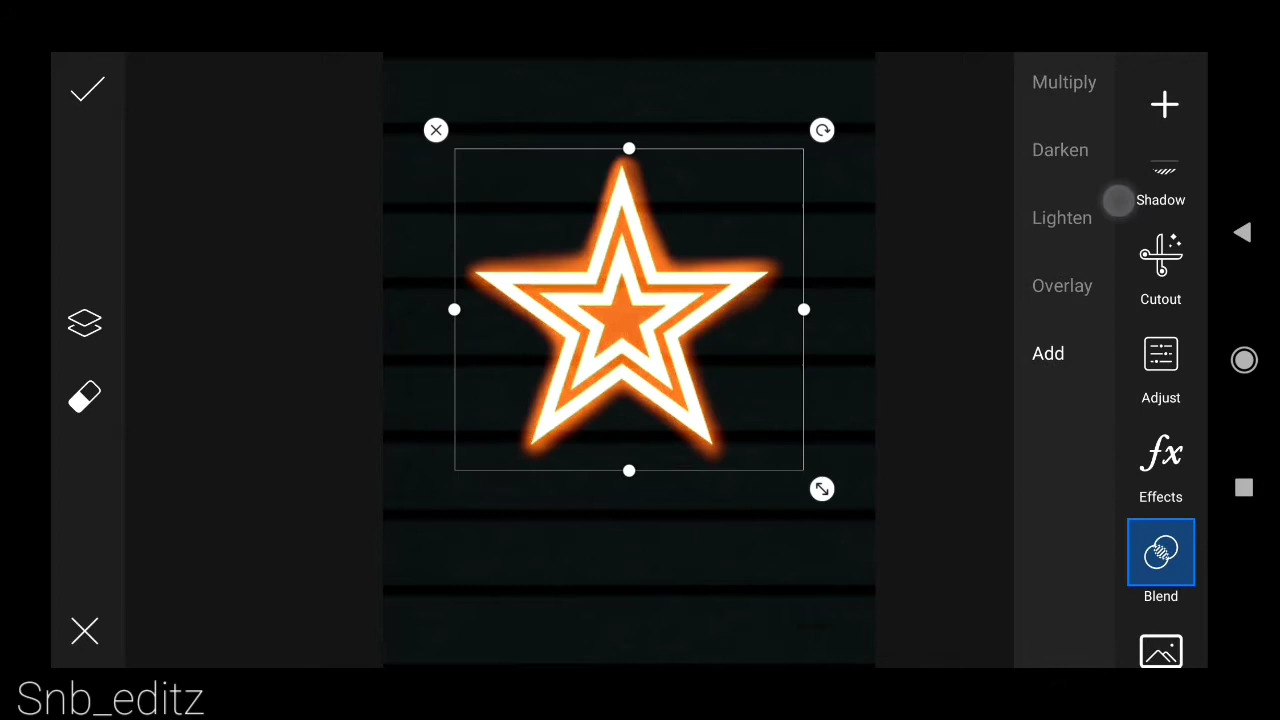 Multiply
Darken
Lighten
Overlay
Add
Shadow
Cutout
Adjust
fx
Effects
Blend
Snb_editz